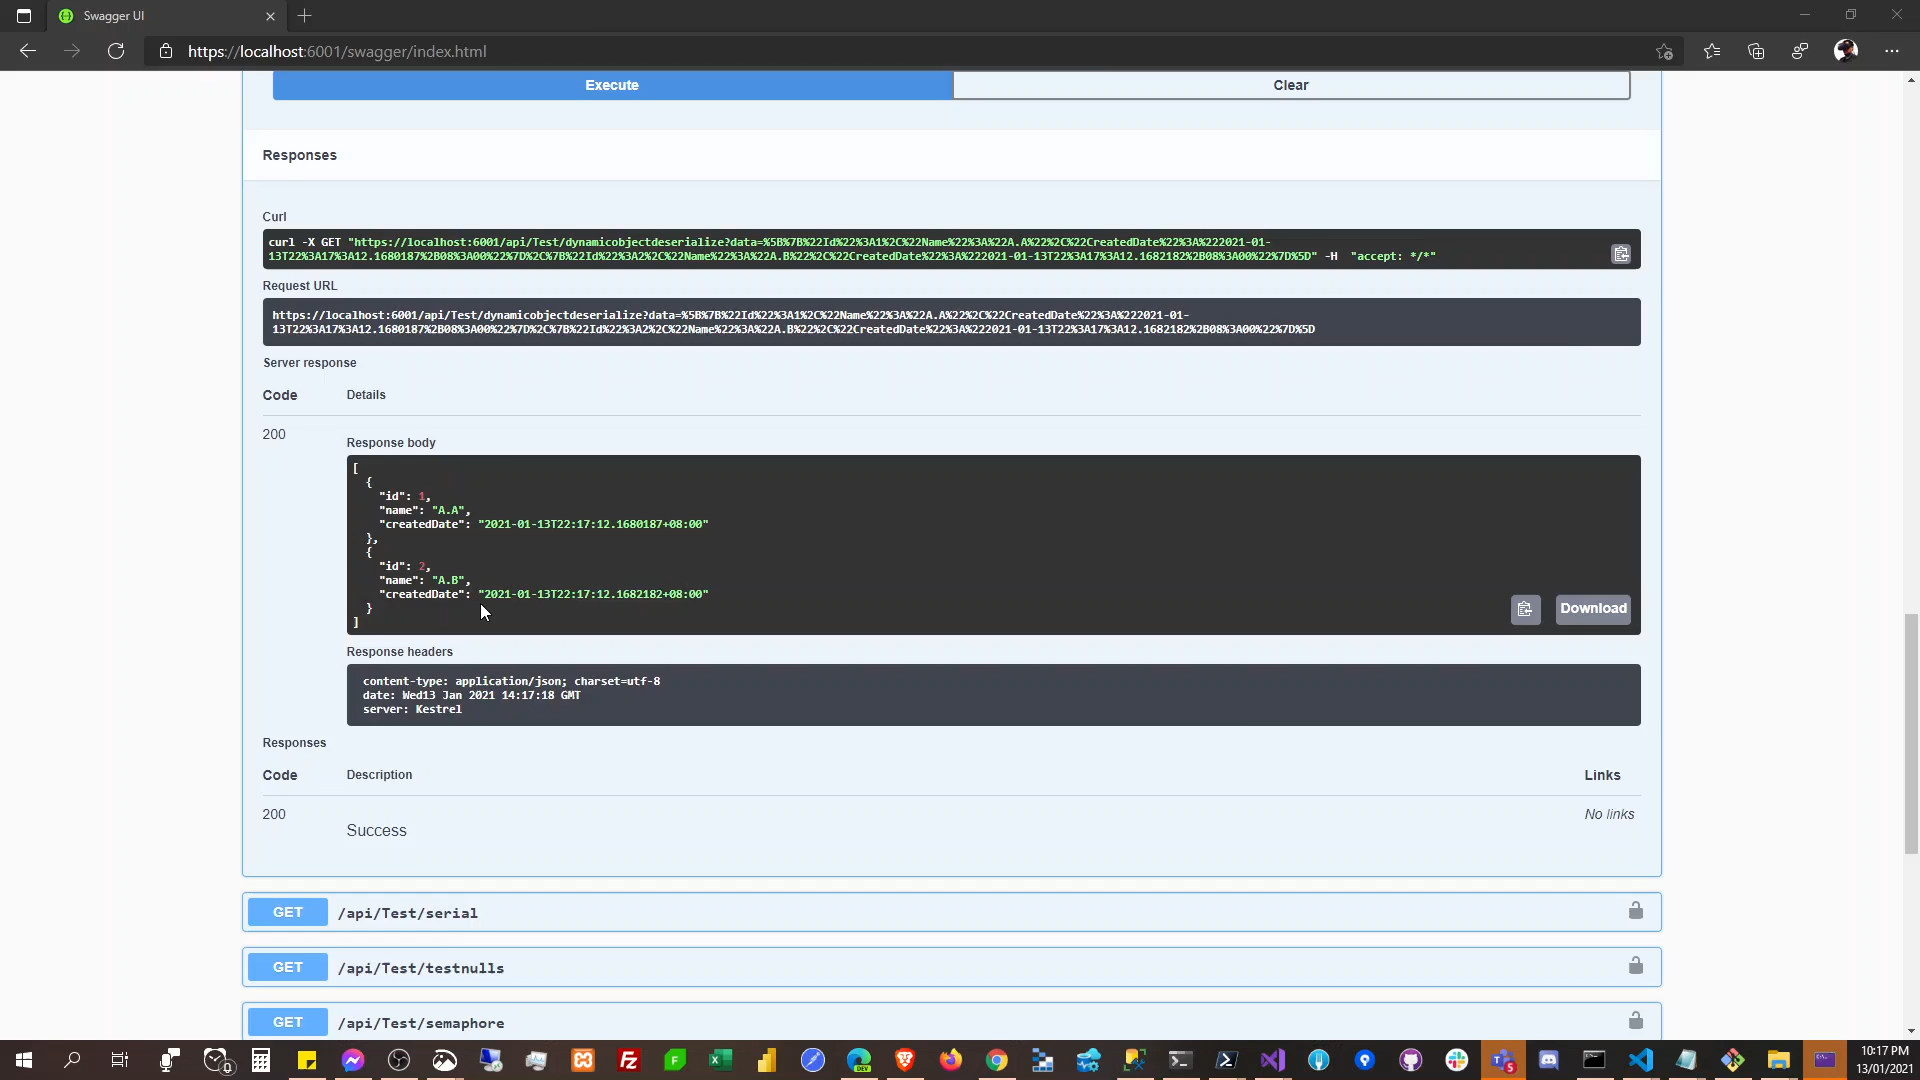 Swagger UI
https://localhost:6001/swagger/index.html
Execute
Clear
Responses
Curl
curl -X GET "https://localhost:6001/api/Test/dynamicobjectdeserialize?data=%5B%7B%22Id%22%3A1%2C%22Name%22%3A%22A.A%22%2C%22CreatedDate%22%3A%222021-01-
13T22%3A17%3A12.1680187%2B08%3A00%22%7D%2C%7B%22Id%22%3A2%2C%22Name%22%3A%22A.B%22%2C%22CreatedDate%22%3A%222021-01-13T22%3A17%3A12.1682182%2B08%3A00%22%7D%5D" -H  "accept: */*"
Request URL
https://localhost:6001/api/Test/dynamicobjectdeserialize?data=%5B%7B%22Id%22%3A1%2C%22Name%22%3A%22A.A%22%2C%22CreatedDate%22%3A%222021-01-
13T22%3A17%3A12.1680187%2B08%3A00%22%7D%2C%7B%22Id%22%3A2%2C%22Name%22%3A%22A.B%22%2C%22CreatedDate%22%3A%222021-01-13T22%3A17%3A12.1682182%2B08%3A00%22%7D%5D
Server response
Code Details
200
Response body
[
{
"id": 1,
"name": "A.A",
"createdDate": "2021-01-13T22:17:12.1680187+08:00"
},
{
"id": 2,
"name": "A.B",
"createdDate": "2021-01-13T22:17:12.1682182+08:00"
}
]
Download
Response headers
content-type: application/json; charset=utf-8
date: Wed13 Jan 2021 14:17:18 GMT
server: Kestrel
Responses
Code Description Links
200 No links
Success
GET /api/Test/serial
GET /api/Test/testnulls
GET /api/Test/semaphore
10:17 PM
13/01/2021